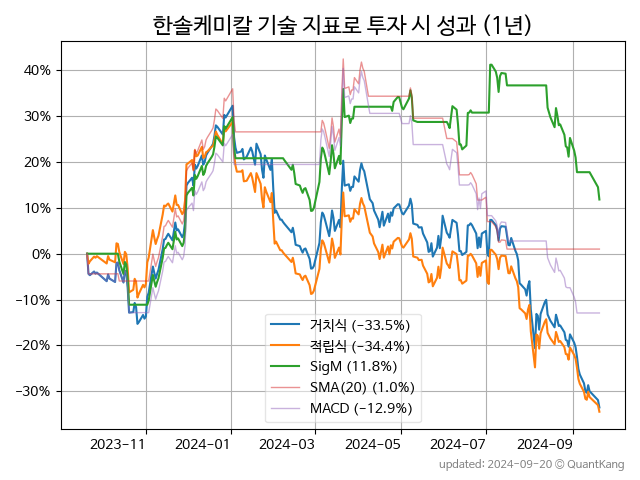 한솔케미칼 기술 지표로 투자 시 성과 (1년)
40%
30%
20%
10%
0%
−10%
−20%
−30%
거치식 (−33.5%)
적립식 (−34.4%)
SigM (11.8%)
SMA(20) (1.0%)
MACD (−12.9%)
2023-11
2024-01
2024-03
2024-05
2024-07
2024-09
updated: 2024-09-20 ⓒ QuantKang